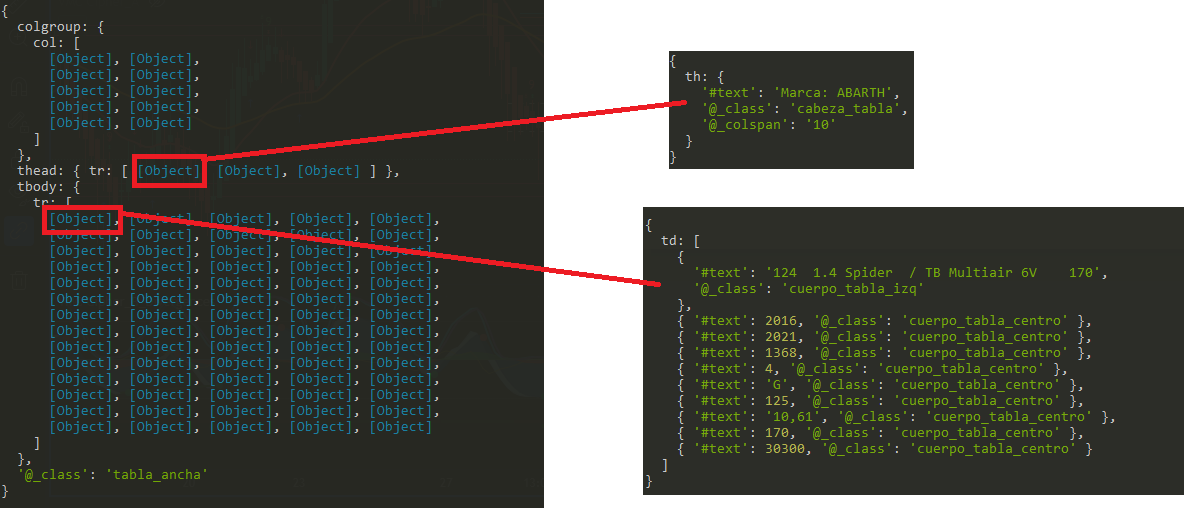 {
  colgroup: {
    col: [
      [Object], [Object],
      [Object], [Object],
      [Object], [Object],
      [Object], [Object],
      [Object], [Object]
    ]
  },
  thead: { tr: [ [Object] [Object], [Object] ] },
  tbody: {
    tr: [
      [Object], [Object], [Object], [Object], [Object],
      [Object], [Object], [Object], [Object], [Object],
      [Object], [Object], [Object], [Object], [Object],
      [Object], [Object], [Object], [Object], [Object],
      [Object], [Object], [Object], [Object], [Object],
      [Object], [Object], [Object], [Object], [Object],
      [Object], [Object], [Object], [Object], [Object],
      [Object], [Object], [Object], [Object], [Object],
      [Object], [Object], [Object], [Object], [Object],
      [Object], [Object], [Object], [Object], [Object],
      [Object], [Object], [Object], [Object], [Object],
      [Object], [Object], [Object], [Object], [Object],
      [Object], [Object], [Object], [Object], [Object],
      [Object], [Object], [Object], [Object], [Object]
    ]
  },
  '@_class': 'tabla_ancha'
}
{
  th: {
    '#text': 'Marca: ABARTH',
    '@_class': 'cabeza_tabla',
    '@_colspan': '10'
  }
}
{
  td: [
    {
      '#text': '124  1.4 Spider  / TB Multiair 6V    170',
      '@_class': 'cuerpo_tabla_izq'
    },
    { '#text': 2016, '@_class': 'cuerpo_tabla_centro' },
    { '#text': 2021, '@_class': 'cuerpo_tabla_centro' },
    { '#text': 1368, '@_class': 'cuerpo_tabla_centro' },
    { '#text': 4, '@_class': 'cuerpo_tabla_centro' },
    { '#text': 'G', '@_class': 'cuerpo_tabla_centro' },
    { '#text': 125, '@_class': 'cuerpo_tabla_centro' },
    { '#text': '10,61', '@_class': 'cuerpo_tabla_centro' },
    { '#text': 170, '@_class': 'cuerpo_tabla_centro' },
    { '#text': 30300, '@_class': 'cuerpo_tabla_centro' }
  ]
}